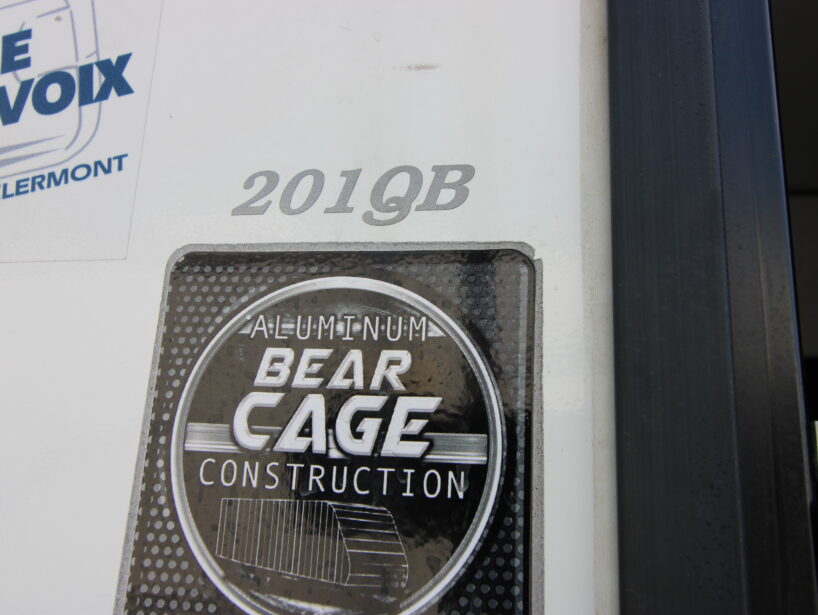 E
VOIX
LERMONT
201QB
ALUMINUM
BEAR
CAGE
CONSTRUCTION